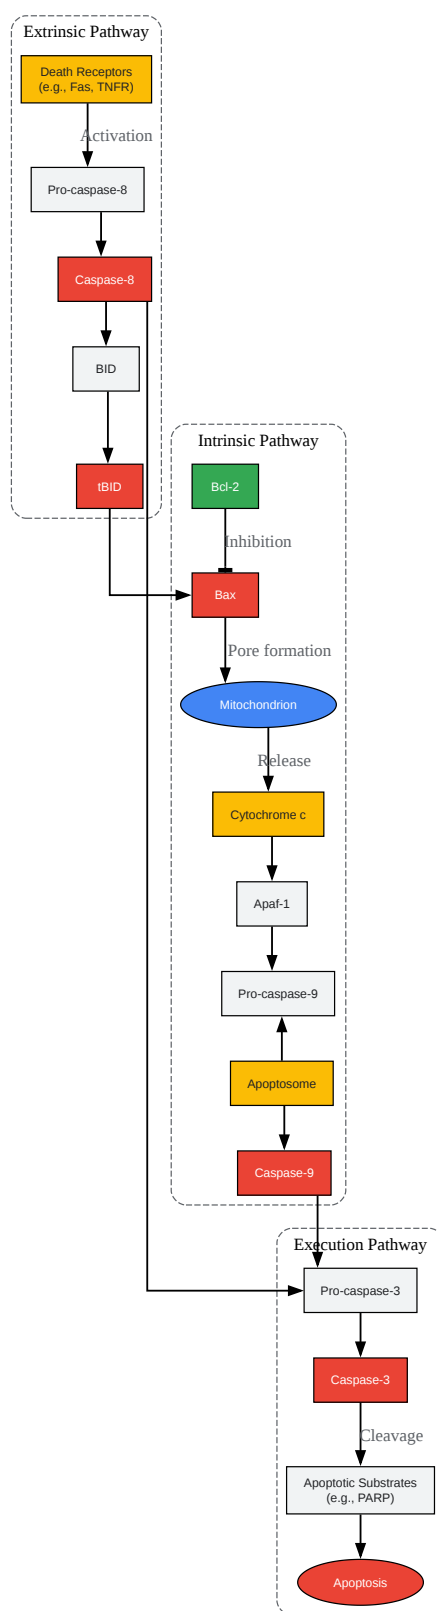 Extrinsic Pathway
Death Receptors
(e.g., Fas, TNFR)
Activation
Pro-caspase-8
Caspase-8
BID
tBID
Intrinsic Pathway
Bcl-2
Inhibition
Bax
Pore formation
Mitochondrion
Release
Cytochrome c
Apaf-1
Pro-caspase-9
Apoptosome
Caspase-9
Execution Pathway
Pro-caspase-3
Caspase-3
Cleavage
Apoptotic Substrates
(e.g., PARP)
Apoptosis